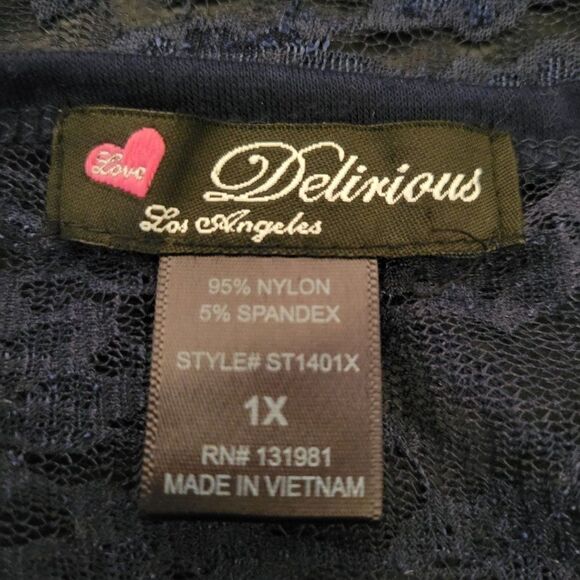 Love
Delirious
Los Angeles
95% NYLON
5% SPANDEX
STYLE# ST1401X
1X
RN# 131981
MADE IN VIETNAM